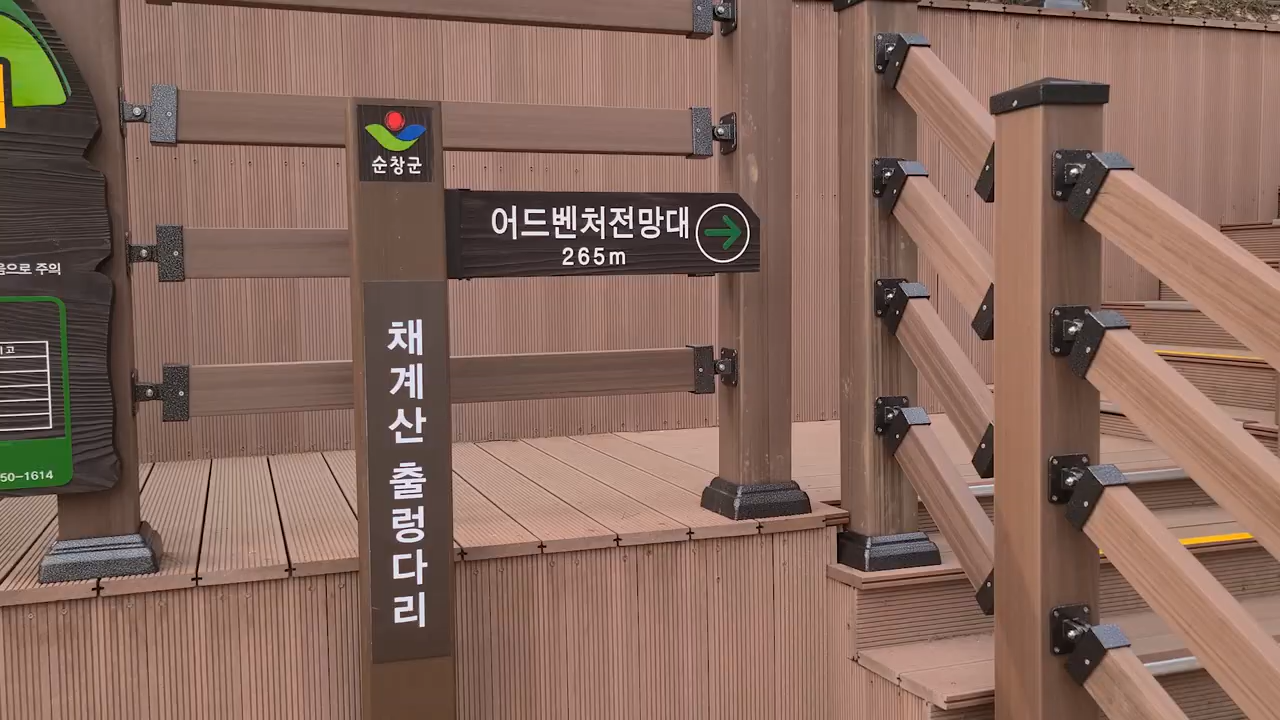 순창군
어드벤처전망대
265m
채계산 출렁다리
음으로 주의
50-1614